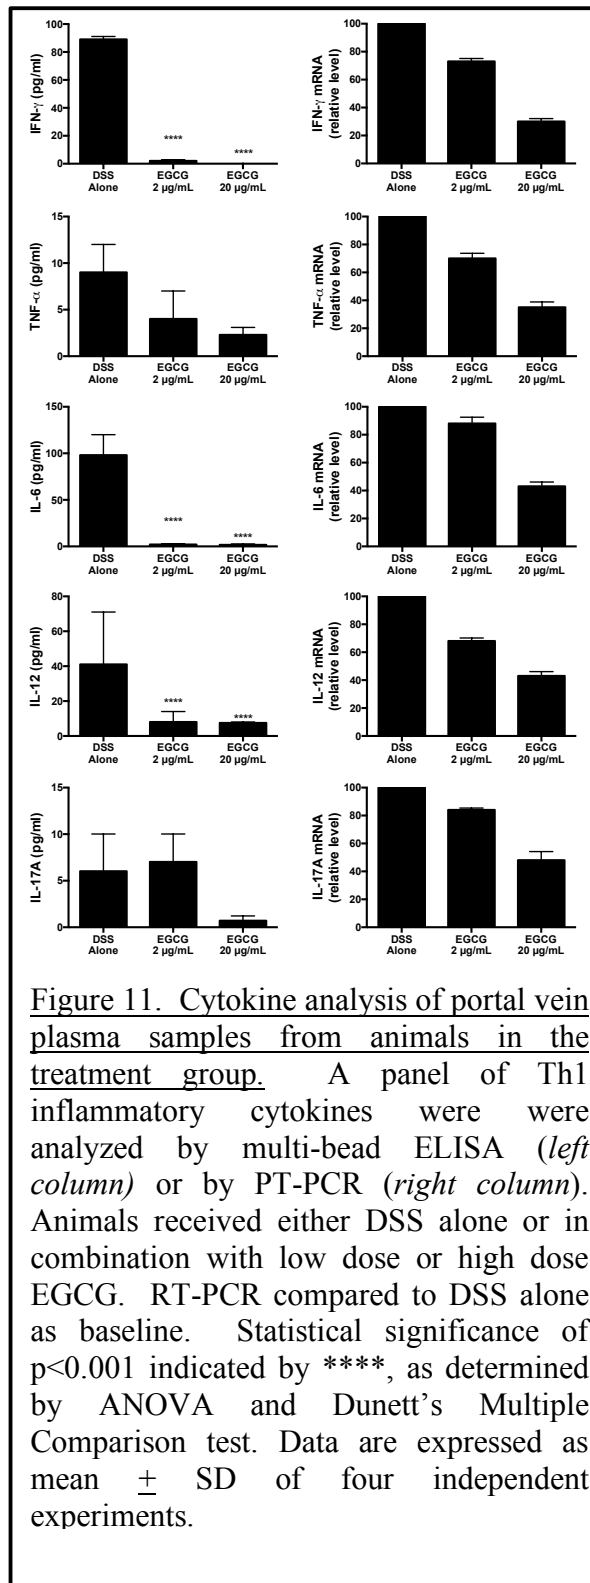 100
80
60
40
20
0
IFN-γ (pg/ml)
****
****
DSS
Alone
EGCG
2 µg/mL
EGCG
20 µg/mL
100
80
60
40
20
0
IFN-γ mRNA
(relative level)
DSS
Alone
EGCG
2 µg/mL
EGCG
20 µg/mL
15
10
5
0
TNF-α (pg/ml)
DSS
Alone
EGCG
2 µg/mL
EGCG
20 µg/mL
100
80
60
40
20
0
TNF-α mRNA
(relative level)
DSS
Alone
EGCG
2 µg/mL
EGCG
20 µg/mL
150
100
50
0
IL-6 (pg/ml)
****
****
DSS
Alone
EGCG
2 µg/mL
EGCG
20 µg/mL
100
80
60
40
20
0
IL-6 mRNA
(relative level)
DSS
Alone
EGCG
2 µg/mL
EGCG
20 µg/mL
80
60
40
20
0
IL-12 (pg/ml)
****
****
DSS
Alone
EGCG
2 µg/mL
EGCG
20 µg/mL
100
80
60
40
20
0
IL-12 mRNA
(relative level)
DSS
Alone
EGCG
2 µg/mL
EGCG
20 µg/mL
15
10
5
0
IL-17A (pg/ml)
DSS
Alone
EGCG
2 µg/mL
EGCG
20 µg/mL
100
80
60
40
20
0
IL-17A mRNA
(relative level)
DSS
Alone
EGCG
2 µg/mL
EGCG
20 µg/mL
Figure 11. Cytokine analysis of portal vein
plasma samples from animals in the
treatment group. A panel of Th1
inflammatory cytokines were were
analyzed by multi-bead ELISA (left
column) or by PT-PCR (right column).
Animals received either DSS alone or in
combination with low dose or high dose
EGCG. RT-PCR compared to DSS alone
as baseline. Statistical significance of
p<0.001 indicated by ****, as determined
by ANOVA and Dunett's Multiple
Comparison test. Data are expressed as
mean ± SD of four independent
experiments.